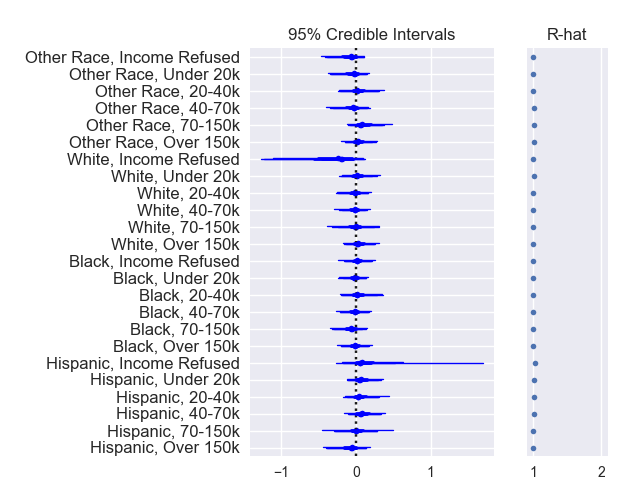 95% Credible Intervals
R-hat
Other Race, Income Refused
Other Race, Under 20k
Other Race, 20-40k
Other Race, 40-70k
Other Race, 70-150k
Other Race, Over 150k
White, Income Refused
White, Under 20k
White, 20-40k
White, 40-70k
White, 70-150k
White, Over 150k
Black, Income Refused
Black, Under 20k
Black, 20-40k
Black, 40-70k
Black, 70-150k
Black, Over 150k
Hispanic, Income Refused
Hispanic, Under 20k
Hispanic, 20-40k
Hispanic, 40-70k
Hispanic, 70-150k
Hispanic, Over 150k
−1 0 1
1 2